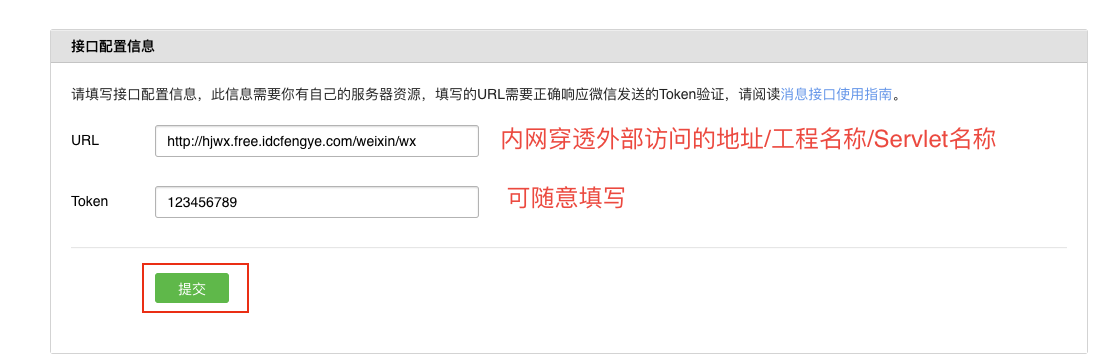 接口配置信息
请填写接口配置信息，此信息需要你有自己的服务器资源，填写的URL需要正确响应微信发送的Token验证，请阅读消息接口使用指南。
URL http://hjwx.free.idcfengye.com/weixin/wx 内网穿透外部访问的地址/工程名称/Servlet名称
Token 123456789 可随意填写
提交